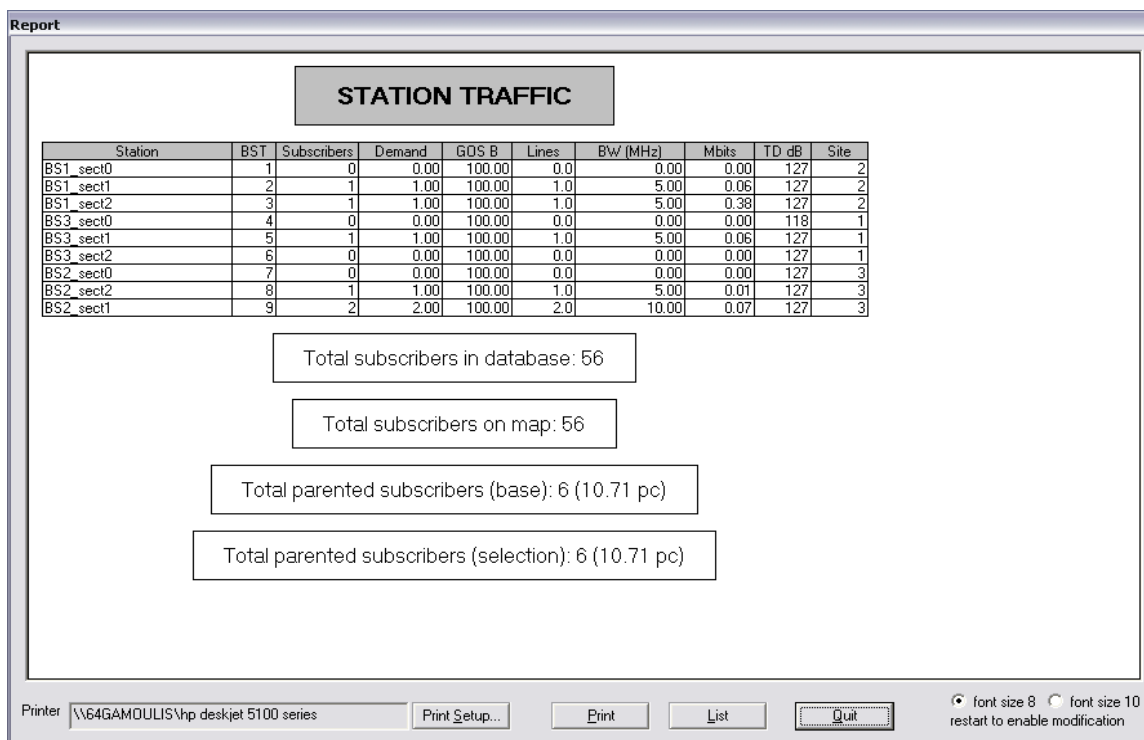 Report
STATION TRAFFIC
Station BST Subscribers Demand GOS B Lines BW (MHz) Mbits TD dB Site
BS1_sect0 1 0 0.00 100.00 0.0 0.00 0.00 127 2
BS1_sect1 2 1 1.00 100.00 1.0 5.00 0.06 127 2
BS1_sect2 3 1 1.00 100.00 1.0 5.00 0.38 127 2
BS3_sect0 4 0 0.00 100.00 0.0 0.00 0.00 118 1
BS3_sect1 5 1 1.00 100.00 1.0 5.00 0.06 127 1
BS3_sect2 6 0 0.00 100.00 0.0 0.00 0.00 127 1
BS2_sect0 7 0 0.00 100.00 0.0 0.00 0.00 127 3
BS2_sect2 8 1 1.00 100.00 1.0 5.00 0.01 127 3
BS2_sect1 9 2 2.00 100.00 2.0 10.00 0.07 127 3
Total subscribers in database: 56
Total subscribers on map: 56
Total parented subscribers (base): 6 (10.71 pc)
Total parented subscribers (selection): 6 (10.71 pc)
Printer \\64GAMOULIS\hp deskjet 5100 series Print Setup... Print List Quit font size 8 font size 10
restart to enable modification